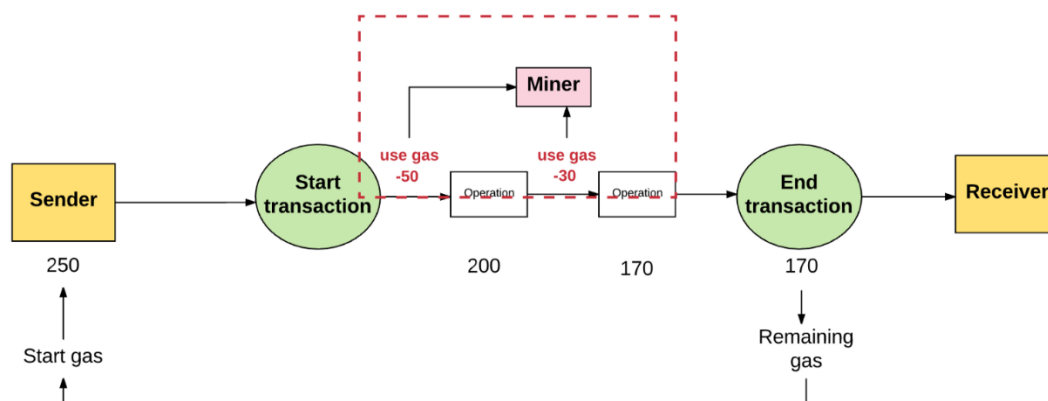 Miner
use gas
-50
use gas
-30
Sender
Start
transaction
Operation
Operation
End
transaction
Receiver
250
200
170
170
Start gas
Remaining
gas